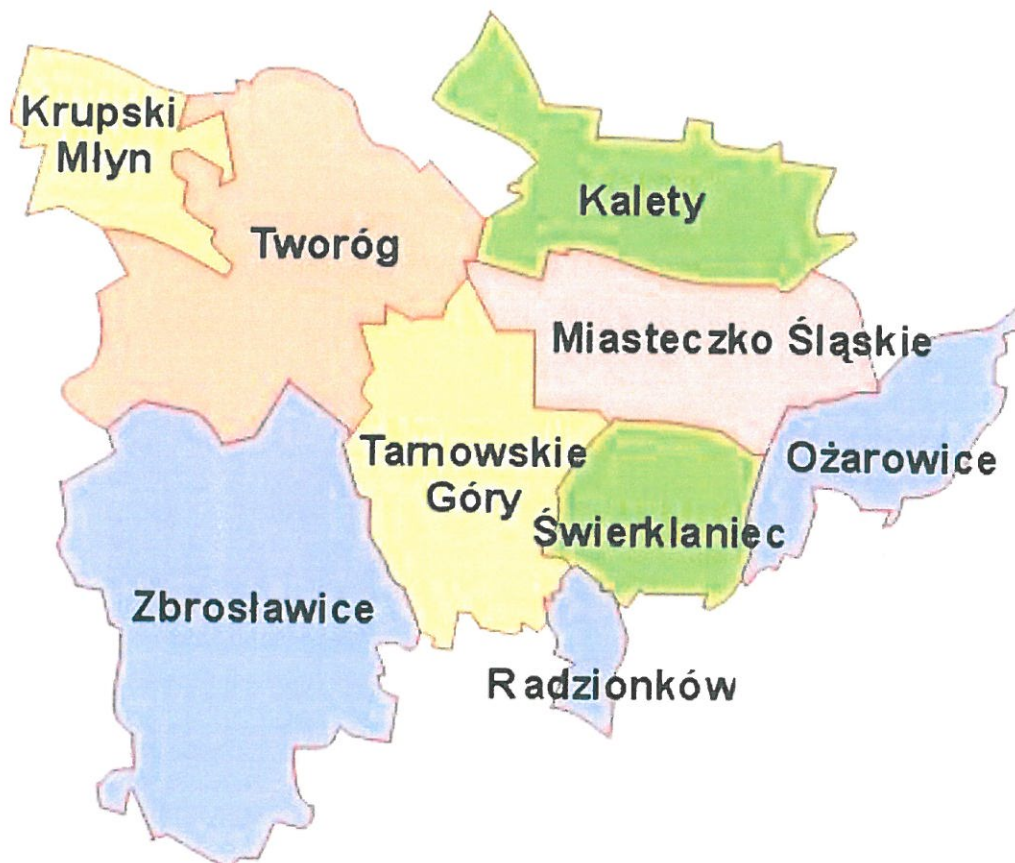 Krupski
Młyn
Kalety
Tworóg
Miasteczko Śląskie
Tarnowskie
Góry
Ożarowice
Świerklaniec
Zbrosławice
Radzionków